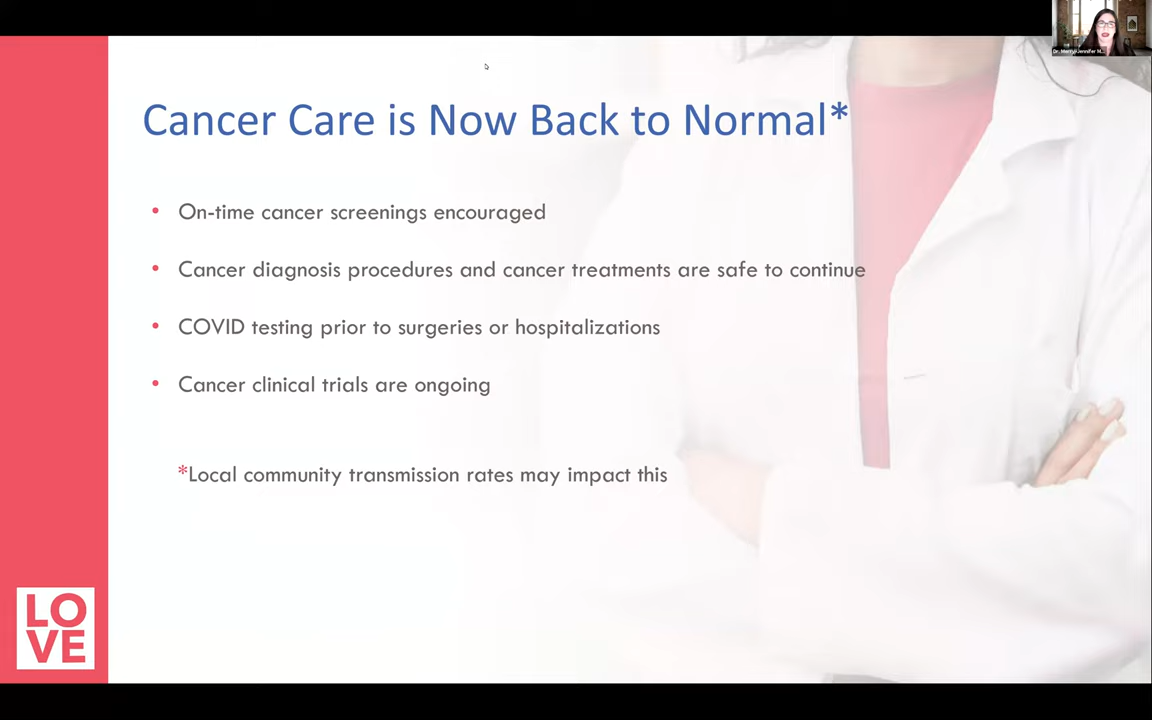 Cancer Care is Now Back to Normal*
• On-time cancer screenings encouraged
• Cancer diagnosis procedures and cancer treatments are safe to continue
• COVID testing prior to surgeries or hospitalizations
• Cancer clinical trials are ongoing
*Local community transmission rates may impact this
LO
VE